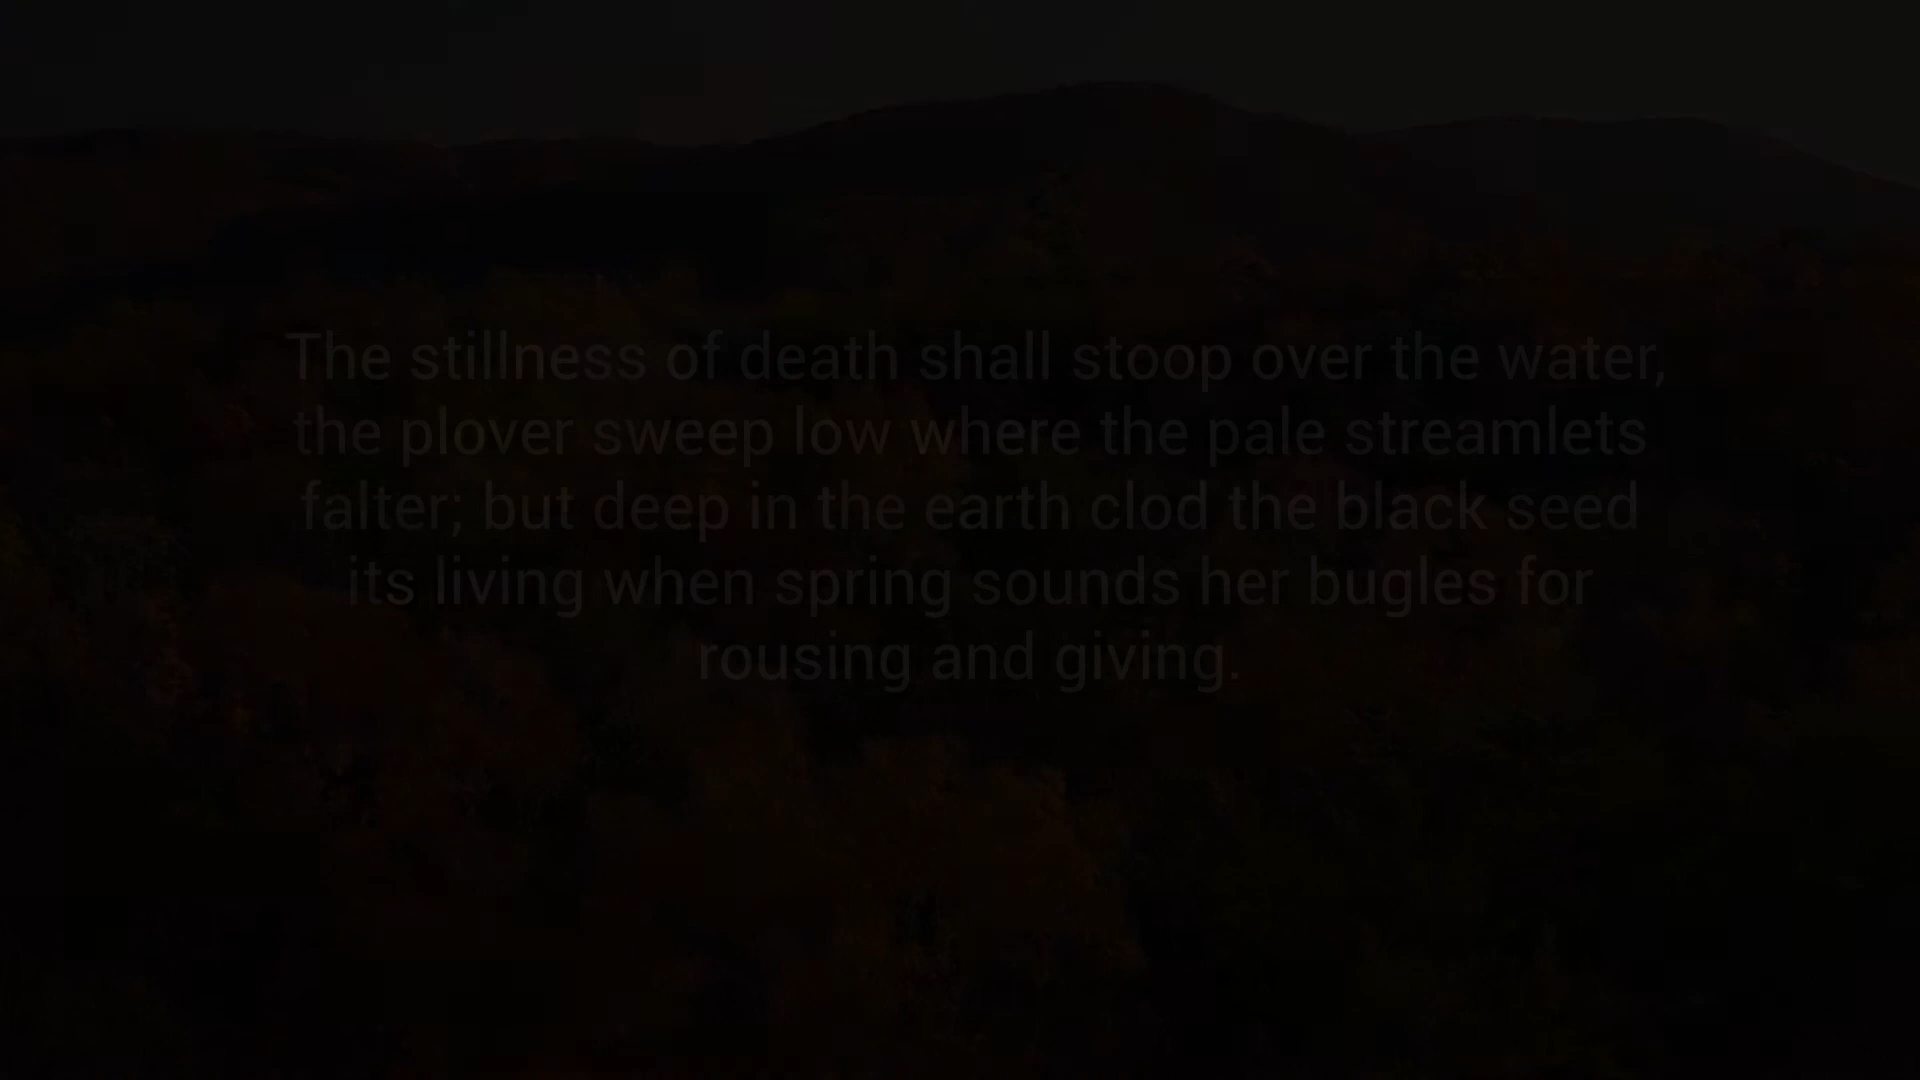 The stillness of death shall stoop over the water,
the plover sweep low where the pale streamlets
falter; but deep in the earth clod the black seed
its living when spring sounds her bugles for
rousing and giving.